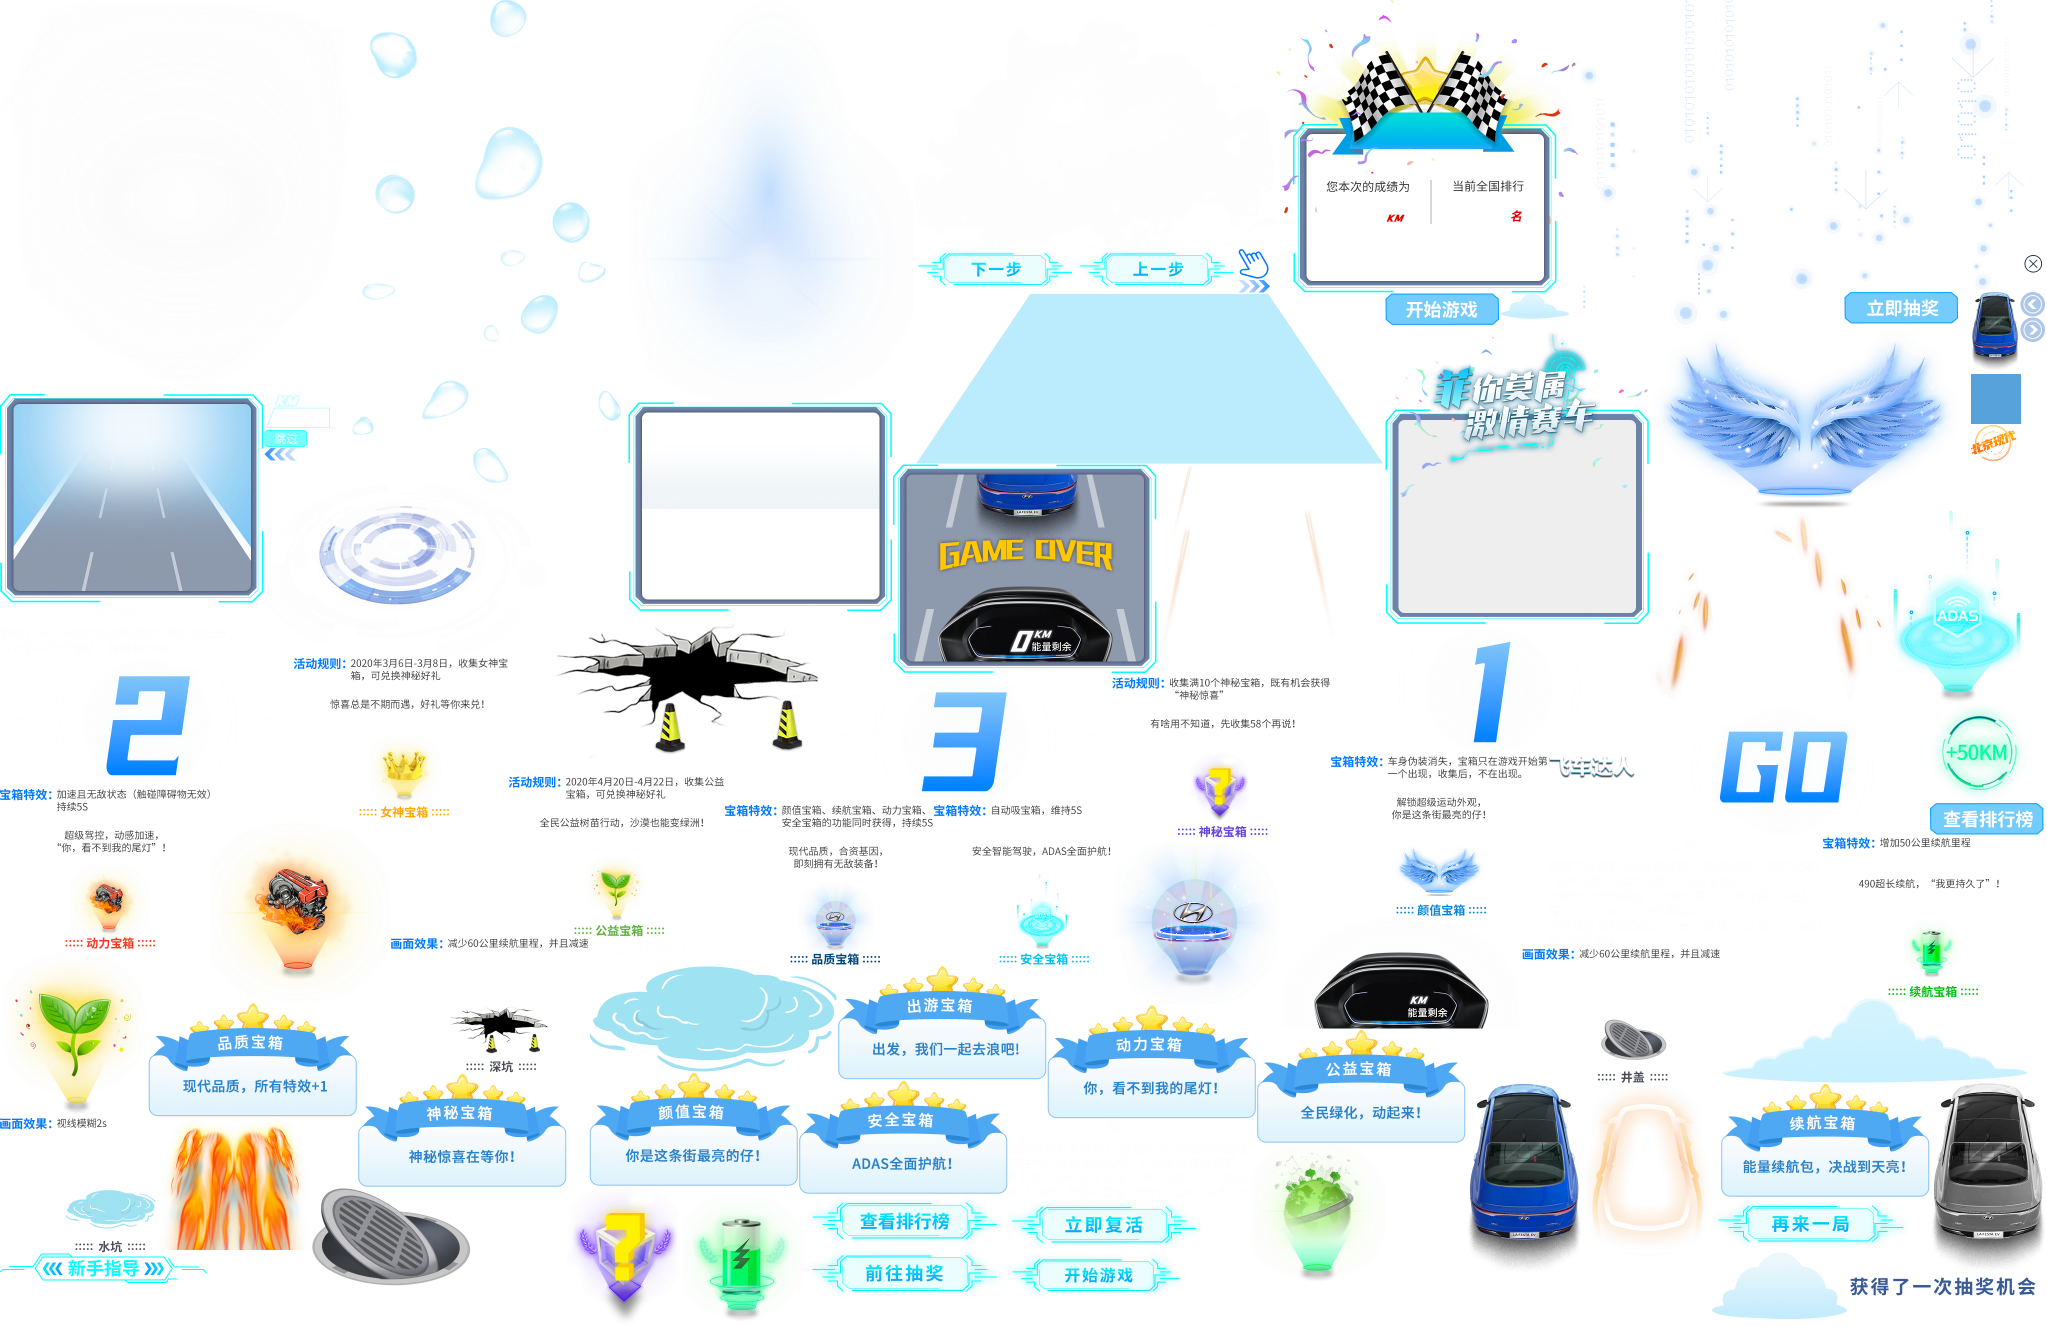 您本次的成绩为
当前全国排行
KM
名
下一步
上一步
开始游戏
立即抽奖
KM
跳过
菲你莫属
激情赛车
北京现代
GAME OVER
0 KM
能量剩余
LAFESTA EV
ADAS
+50KM
活动规则：2020年3月6日-3月8日，收集女神宝
箱，可兑换神秘好礼
惊喜总是不期而遇，好礼等你来兑！
女神宝箱
2
3
1
GO
飞车达人
活动规则：收集满10个神秘宝箱，既有机会获得
“神秘惊喜”
有啥用不知道，先收集58个再说！
神秘宝箱
宝箱特效：车身伪装消失，宝箱只在游戏开始第
一个出现，收集后，不在出现。
解锁超级运动外观，
你是这条街最亮的仔！
颜值宝箱
查看排行榜
宝箱特效：增加50公里续航里程
490超长续航，“我更持久了”！
续航宝箱
宝箱特效：加速且无敌状态（触碰障碍物无效）
持续5S
超级驾控，动感加速，
“你，看不到我的尾灯”！
动力宝箱
活动规则：2020年4月20日-4月22日，收集公益
宝箱，可兑换神秘好礼
全民公益树苗行动，沙漠也能变绿洲！
公益宝箱
宝箱特效：颜值宝箱、续航宝箱、动力宝箱、
安全宝箱的功能同时获得，持续5S
现代品质，合资基因，
即刻拥有无敌装备！
品质宝箱
宝箱特效：自动吸宝箱，维持5S
安全智能驾驶，ADAS全面护航！
安全宝箱
画面效果：减少60公里续航里程，并且减速
深坑
画面效果：减少60公里续航里程，并且减速
井盖
KM
能量剩余
画面效果：视线模糊2s
水坑
品质宝箱
现代品质，所有特效+1
神秘宝箱
神秘惊喜在等你！
颜值宝箱
你是这条街最亮的仔！
出游宝箱
出发，我们一起去浪吧！
安全宝箱
ADAS全面护航！
动力宝箱
你，看不到我的尾灯！
公益宝箱
全民绿化，动起来！
续航宝箱
能量续航包，决战到天亮！
新手指导
查看排行榜
立即复活
前往抽奖
开始游戏
再来一局
LAFESTA EV
LAFESTA EV
获得了一次抽奖机会